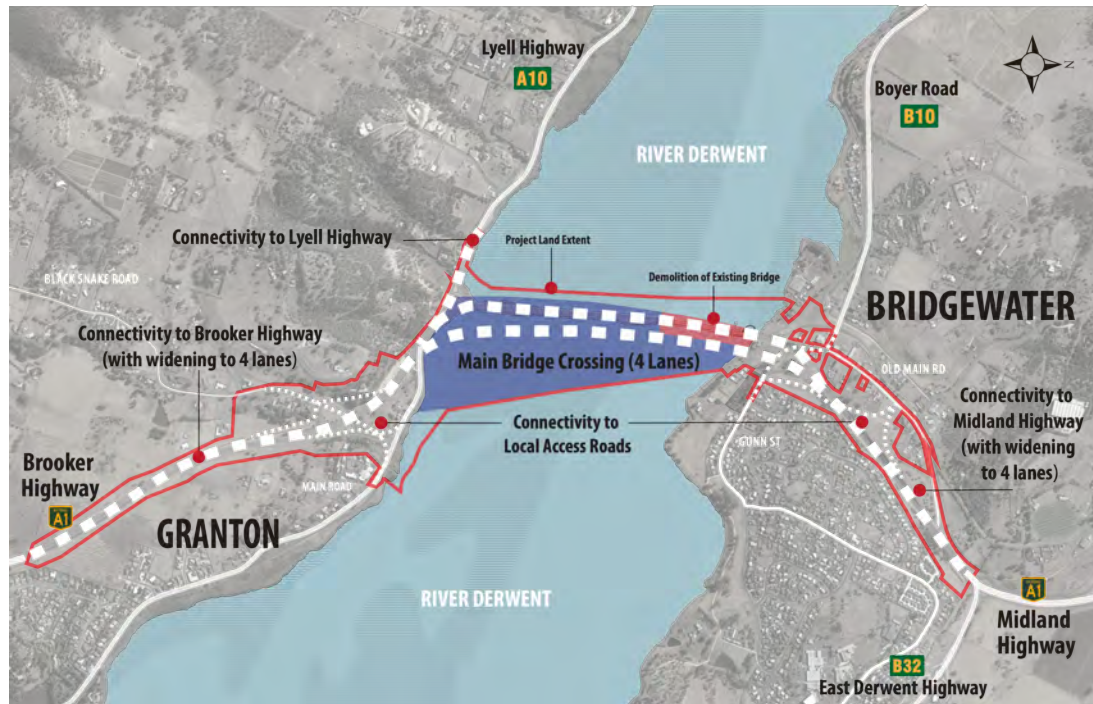 Lyell Highway
A10
N
Boyer Road
B10
RIVER DERWENT
Connectivity to Lyell Highway
Project Land Extent
BLACK SNAKE ROAD
Demolition of Existing Bridge
BRIDGEWATER
Connectivity to Brooker Highway
(with widening to 4 lanes)
Main Bridge Crossing (4 Lanes)
OLD MAIN RD
Connectivity to
Midland Highway
(with widening
to 4 lanes)
Connectivity to
Local Access Roads
GUNN ST
Brooker
Highway
A1
MAIN ROAD
GRANTON
RIVER DERWENT
A1
Midland
Highway
B32
East Derwent Highway